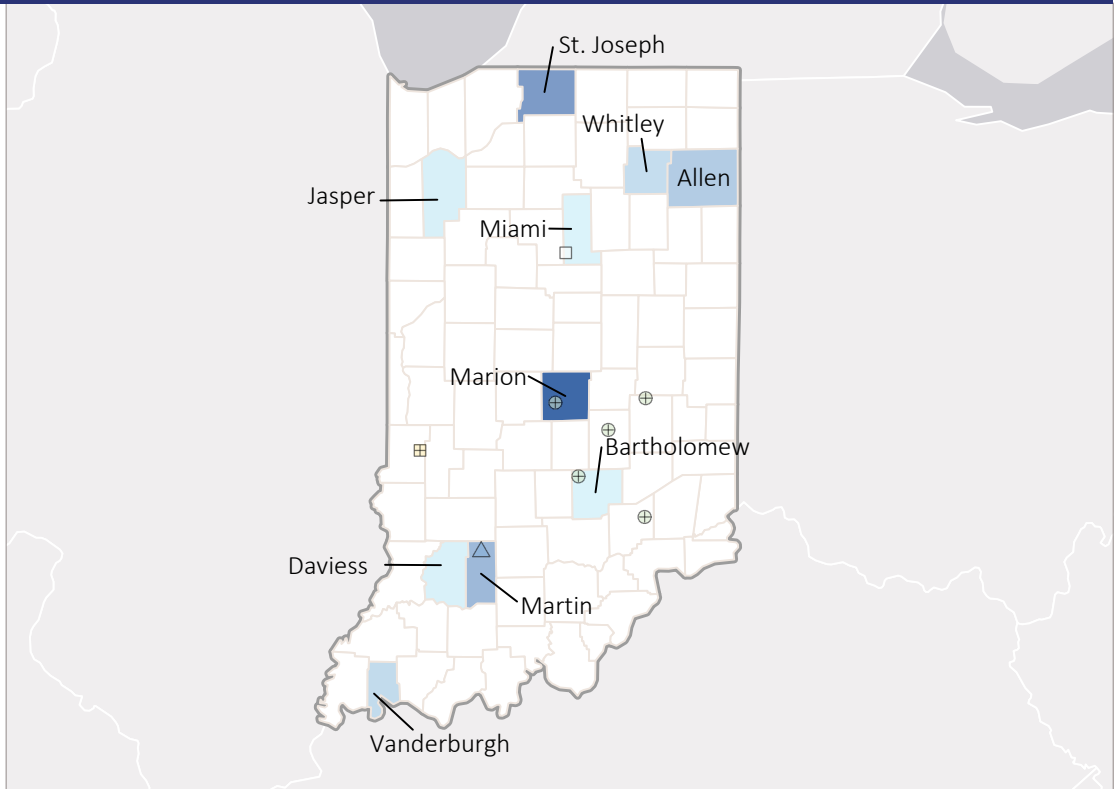 St. Joseph
Whitley
Allen
Jasper
Miami
Marion
Bartholomew
Daviess
Martin
Vanderburgh